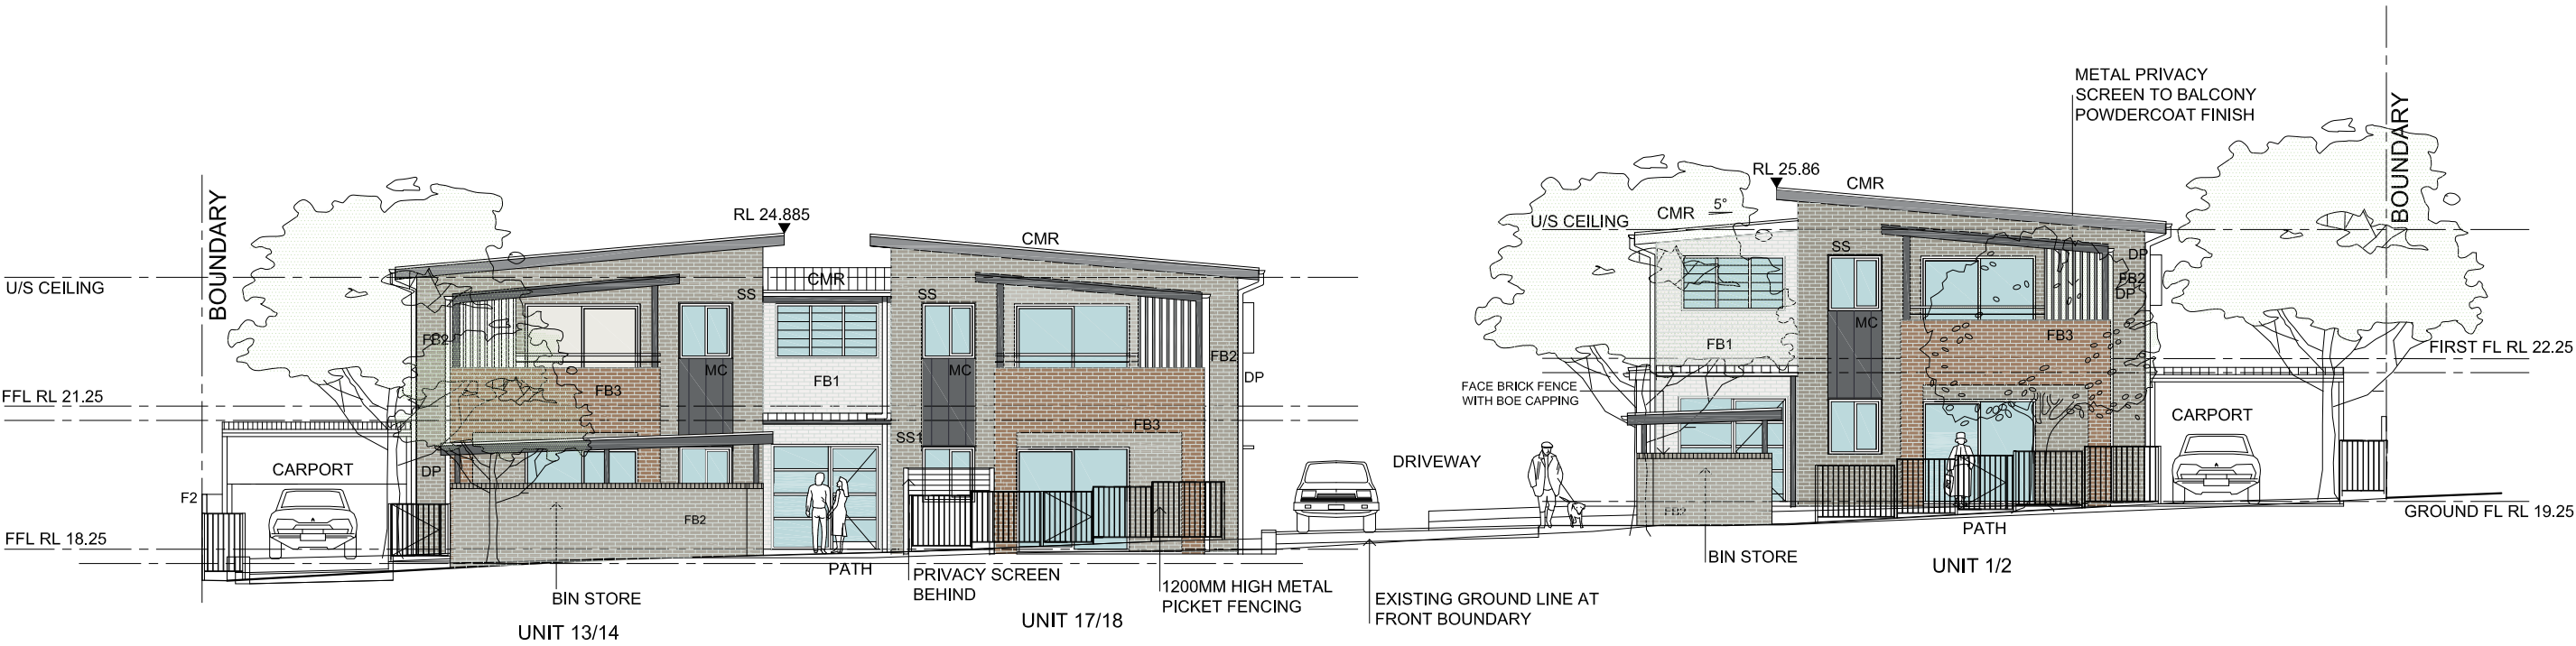 METAL PRIVACY
SCREEN TO BALCONY
POWDERCOAT FINISH
BOUNDARY
BOUNDARY
RL 24.885
RL 25.86
CMR
CMR
5°
U/S CEILING
CMR
U/S CEILING
CMR
SS
SS
SS
DP
FB2
DP
FB2
FB3
MC
FB1
MC
FB2
DP
FB1
MC
FB3
FIRST FL RL 22.25
FFL RL 21.25
FACE BRICK FENCE
WITH BOE CAPPING
FB3
SS1
CARPORT
DP
CARPORT
DRIVEWAY
F2
FB2
FB2
GROUND FL RL 19.25
FFL RL 18.25
PATH
PATH
BIN STORE
UNIT 1/2
PRIVACY SCREEN
BEHIND
1200MM HIGH METAL
PICKET FENCING
BIN STORE
EXISTING GROUND LINE AT
FRONT BOUNDARY
UNIT 13/14
UNIT 17/18